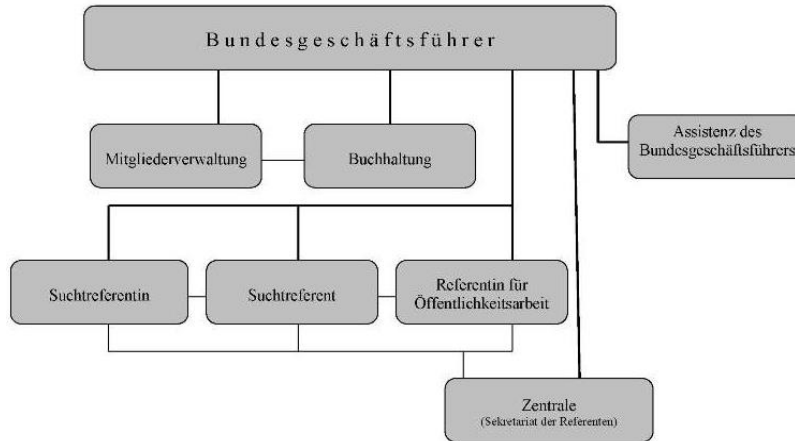 Bundesgeschäftsführer
Mitgliederverwaltung
Buchhaltung
Assistenz des
Bundesgeschäftsführers
Suchtreferentin
Suchtreferent
Referentin für
Öffentlichkeitsarbeit
Zentrale
(Sekretariat der Referenten)